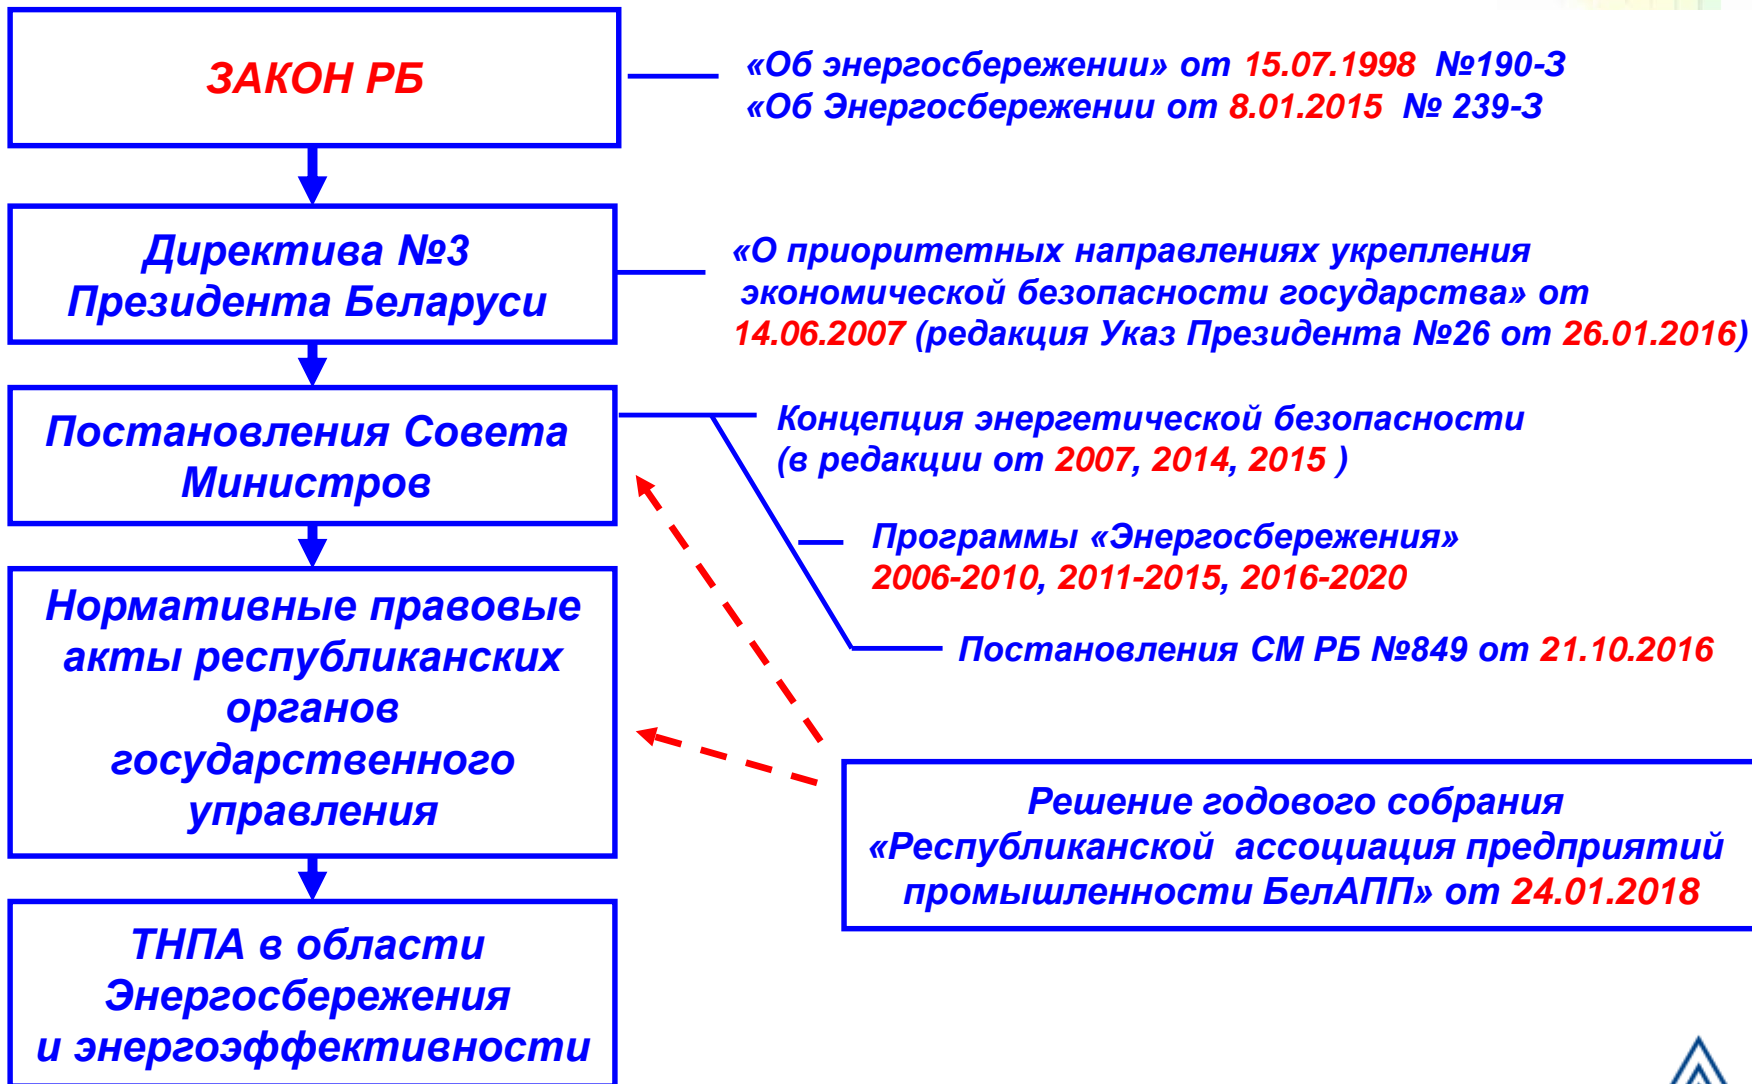 ЗАКОН РБ
«Об энергосбережении» от 15.07.1998 №190-З
«Об Энергосбережении от 8.01.2015 № 239-З
Директива №3
Президента Беларуси
«О приоритетных направлениях укрепления
экономической безопасности государства» от
14.06.2007 (редакция Указ Президента №26 от 26.01.2016)
Постановления Совета
Министров
Концепция энергетической безопасности
(в редакции от 2007, 2014, 2015 )
Программы «Энергосбережения»
2006-2010, 2011-2015, 2016-2020
Постановления СМ РБ №849 от 21.10.2016
Нормативные правовые
акты республиканских
органов
государственного
управления
Решение годового собрания
«Республиканской ассоциация предприятий
промышленности БелАПП» от 24.01.2018
ТНПА в области
Энергосбережения
и энергоэффективности